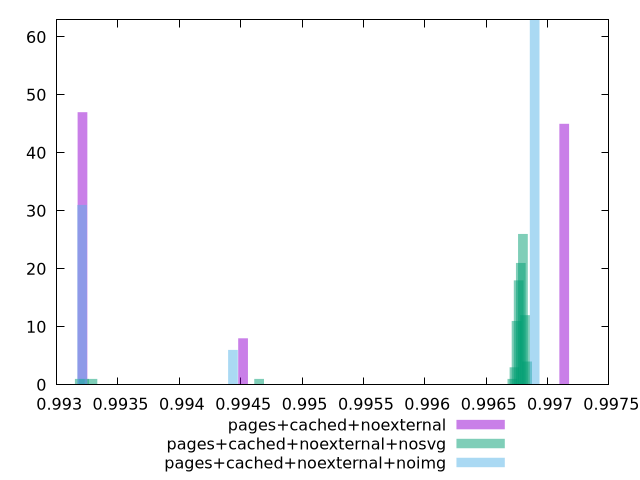 60
50
40
30
20
10
0
0.993 0.9935 0.994 0.9945 0.995 0.9955 0.996 0.9965 0.997 0.9975
pages+cached+noexternal
pages+cached+noexternal+nosvg
pages+cached+noexternal+noimg